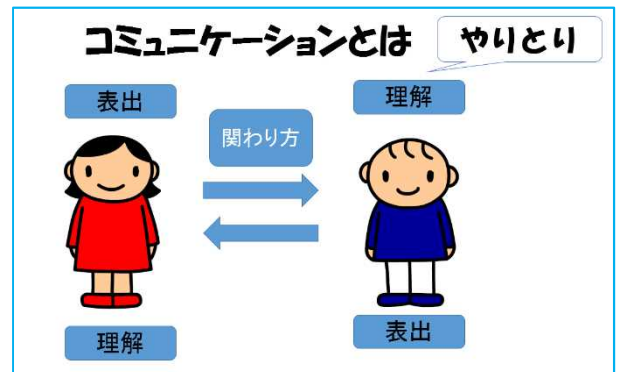 コミュニケーションとは
やりとり
表出
理解
関わり方
理解
表出